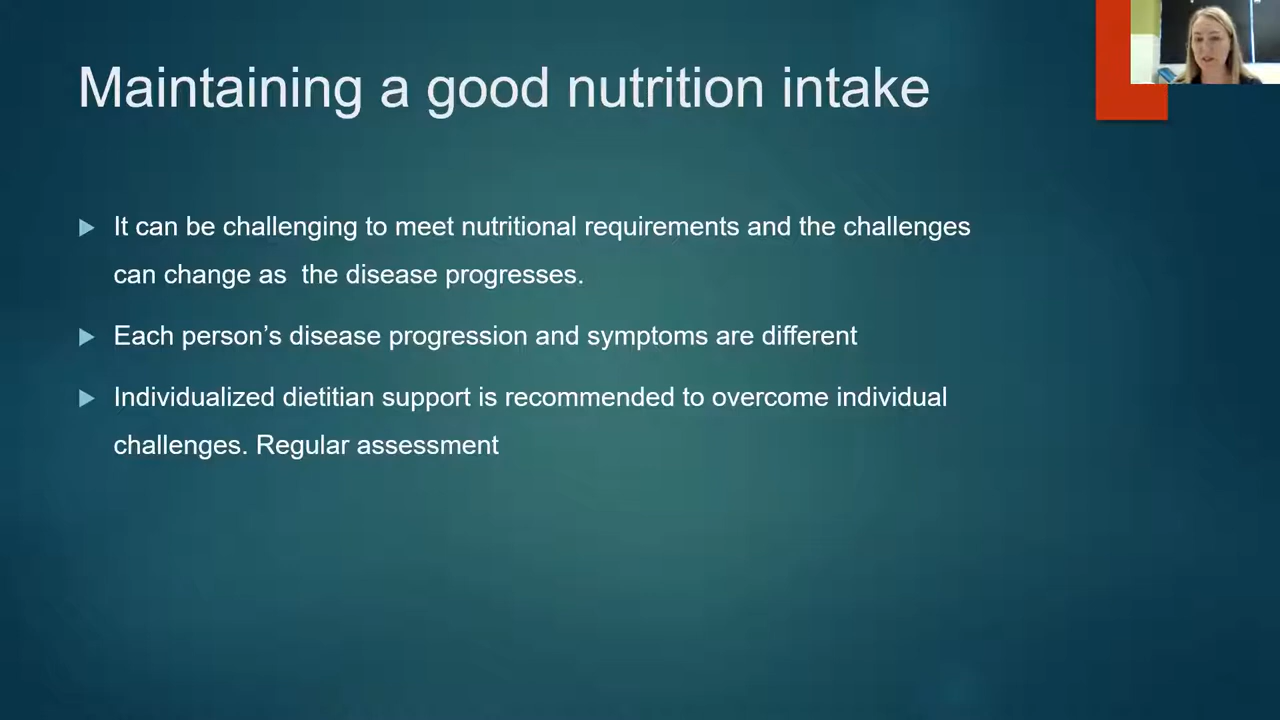 Maintaining a good nutrition intake
It can be challenging to meet nutritional requirements and the challenges
can change as  the disease progresses.
Each person’s disease progression and symptoms are different
Individualized dietitian support is recommended to overcome individual
challenges. Regular assessment